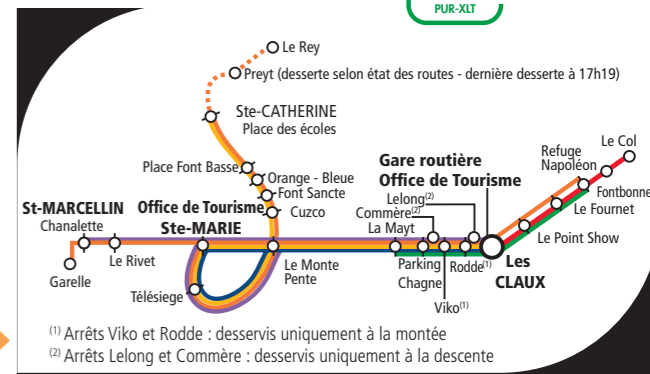 PUR-XLT
Le Rey
Preyt (desserte selon état des routes - dernière desserte à 17h19)
Ste-CATHERINE
Place des écoles
Place Font Basse
Orange - Bleue
Font Sancte
Cuzco
St-MARCELLIN
Chanalette
Le Rivet
Garelle
Office de Tourisme
Ste-MARIE
Télésiege
Le Monte
Pente
Gare routière
Office de Tourisme
Lelong(2)
Commère(2)
La Mayt
Parking
Chagne
Viko(1)
Rodde(1)
Les
CLAUX
Le Col
Refuge
Napoléon
Fontbonne
Le Fournet
Le Point Show
(1) Arrêts Viko et Rodde : desservis uniquement à la montée
(2) Arrêts Lelong et Commère : desservis uniquement à la descente